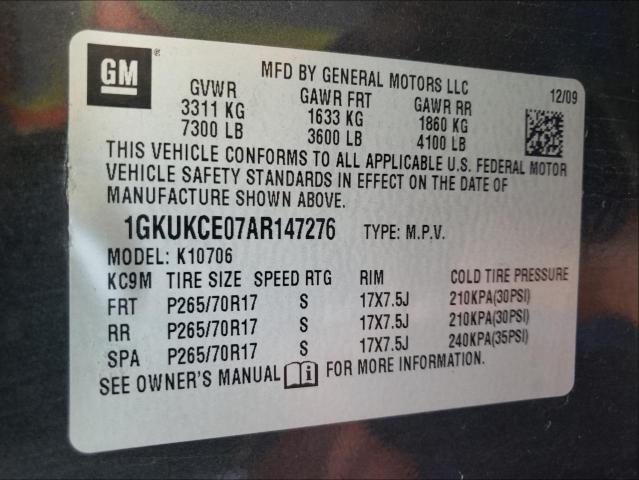 GM ®
MFD BY GENERAL MOTORS LLC
GVWR GAWR FRT GAWR RR 12/09
3311 KG 1633 KG 1860 KG
7300 LB 3600 LB 4100 LB
THIS VEHICLE CONFORMS TO ALL APPLICABLE U.S. FEDERAL MOTOR
VEHICLE SAFETY STANDARDS IN EFFECT ON THE DATE OF
MANUFACTURE SHOWN ABOVE.
1GKUKCE07AR147276 TYPE: M.P.V.
MODEL: K10706
KC9M TIRE SIZE SPEED RTG RIM COLD TIRE PRESSURE
FRT P265/70R17 S 17X7.5J 210KPA(30PSI)
RR P265/70R17 S 17X7.5J 210KPA(30PSI)
SPA P265/70R17 S 17X7.5J 240KPA(35PSI)
SEE OWNER'S MANUAL i FOR MORE INFORMATION.